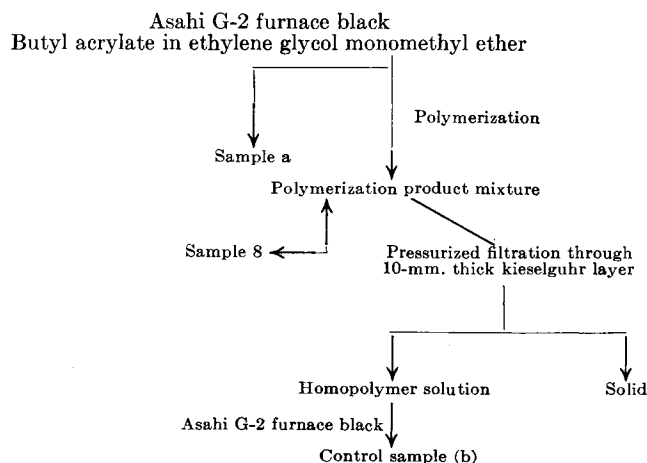 Asahi G-2 furnace black
Butyl acrylate in ethylene glycol monomethyl ether
Polymerization
Sample a
Polymerization product mixture
Sample 8
Pressurized filtration through
10-mm. thick kieselguhr layer
Homopolymer solution
Solid
Asahi G-2 furnace black
Control sample (b)